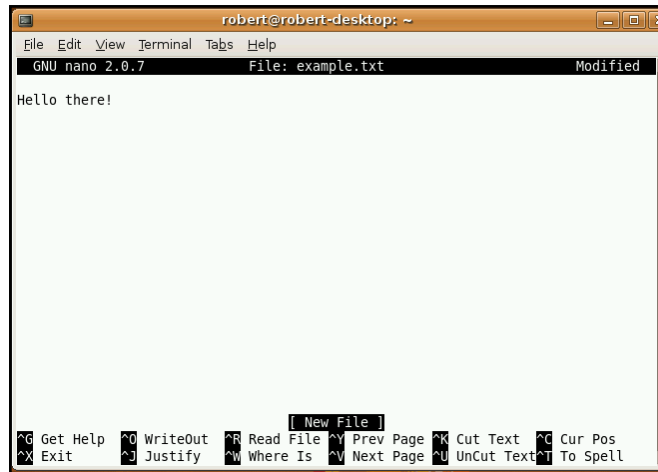 robert@robert-desktop: ~
File Edit View Terminal Tabs Help
GNU nano 2.0.7 File: example.txt Modified
Hello there!
[ New File ]
^G Get Help ^O WriteOut ^R Read File ^Y Prev Page ^K Cut Text ^C Cur Pos
^X Exit ^J Justify ^W Where Is ^V Next Page ^U UnCut Text ^T To Spell